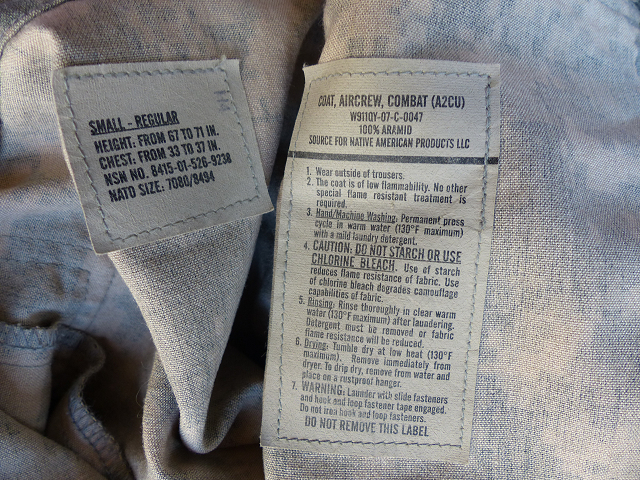 SMALL - REGULAR
HEIGHT: FROM 67 TO 71 IN.
CHEST: FROM 33 TO 37 IN.
NSN NO. 8415-01-526-9238
NATO SIZE: 7080/8494
COAT, AIRCREW, COMBAT (A2CU)
W911QY-07-C-0047
100% ARAMID
SOURCE FOR NATIVE AMERICAN PRODUCTS LLC
1. Wear outside of trousers.
2. The coat is of low flammability. No other
special flame resistant treatment is
required.
3. Hand/Machine Washing: Permanent press
cycle in warm water (130°F maximum)
with a mild laundry detergent.
4. CAUTION: DO NOT STARCH OR USE
CHLORINE BLEACH. Use of starch
reduces flame resistance of fabric. Use
of chlorine bleach degrades camouflage
capabilities of fabric.
5. Rinsing: Rinse thoroughly in clear warm
water (130°F maximum) after laundering.
Detergent must be removed or fabric
flame resistance will be reduced.
6. Drying: Tumble dry at low heat (130°F
maximum). Remove immediately from
dryer. To drip dry, remove from water and
place on a rustproof hanger.
7. WARNING: Launder with slide fasteners
and hook and loop fastener tape engaged.
Do not iron hook and loop fasteners.
DO NOT REMOVE THIS LABEL